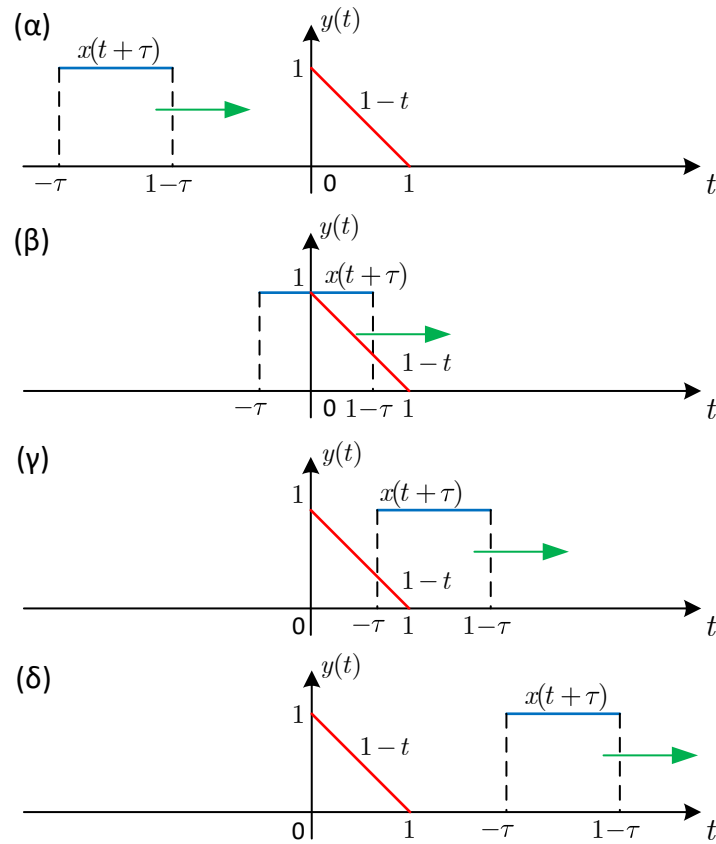 (α)
y(t)
x(t + τ)
1
1 − t
−τ
1−τ
0
1
t
(β)
y(t)
1
x(t + τ)
1 − t
−τ
0
1−τ
1
t
(γ)
y(t)
1
x(t + τ)
1 − t
0
−τ
1
1−τ
t
(δ)
y(t)
x(t + τ)
1
1 − t
0
1
−τ
1−τ
t